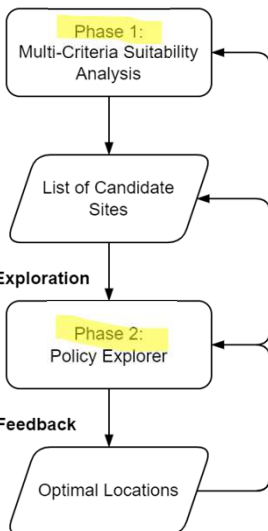 Phase 1:
Multi-Criteria Suitability
Analysis
List of Candidate
Sites
Exploration
Phase 2:
Policy Explorer
Feedback
Optimal Locations